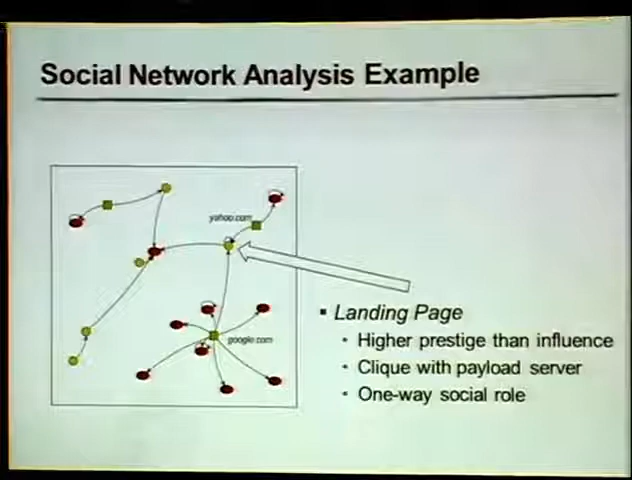 Social Network Analysis Example
yahoo.com
google.com
▪ Landing Page
• Higher prestige than influence
• Clique with payload server
• One-way social role